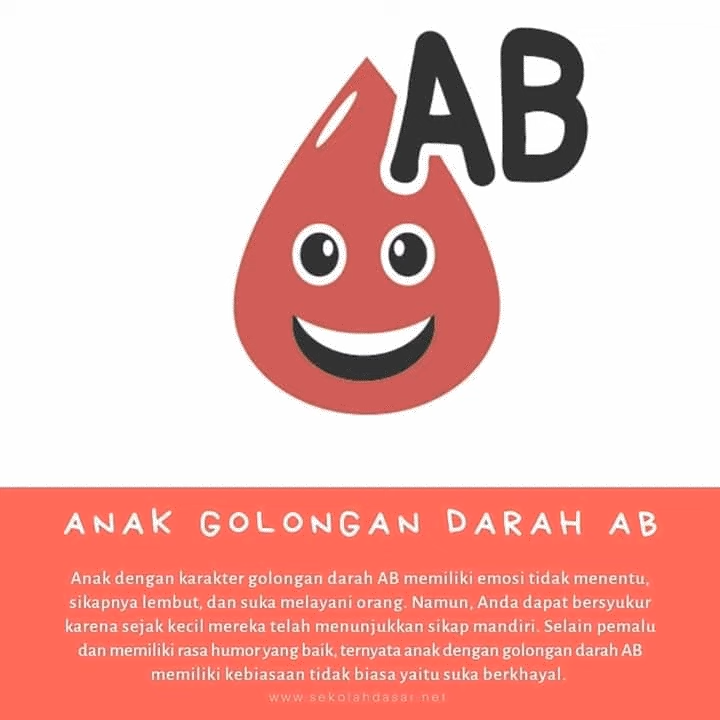 AB
ANAK GOLONGAN DARAH AB
Anak dengan karakter golongan darah AB memiliki emosi tidak menentu,
sikapnya lembut, dan suka melayani orang. Namun, Anda dapat bersyukur
karena sejak kecil mereka telah menunjukkan sikap mandiri. Selain pemalu
dan memiliki rasa humor yang baik, ternyata anak dengan golongan darah AB
memiliki kebiasaan tidak biasa yaitu suka berkhayal.
www.sekolahdasar.net